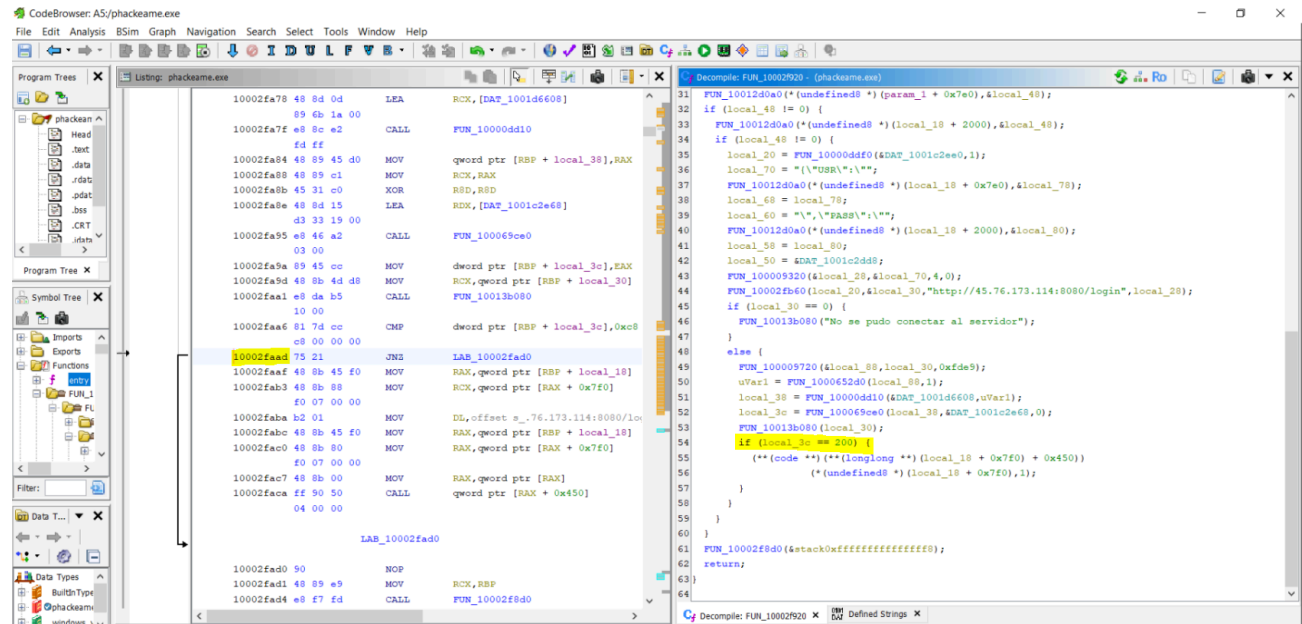 CodeBrowser: A5:/phackeame.exe
File Edit Analysis BSim Graph Navigation Search Select Tools Window Help
Program Trees
phackean
Head
.text
.data
.rdata
.pdat
.bss
.CRT
.idata
Program Tree
Symbol Tree
Imports
Exports
Functions
entry
FUN_1
FU
Filter:
Data T...
Data Types
BuiltInType
phackeame
windows_
Listing: phackeame.exe
10002fa78 48 8d 0d LEA RCX,[DAT_1001d6608]
89 6b 1a 00
10002fa7f e8 8c e2 CALL FUN_10000dd10
fd ff
10002fa84 48 89 45 d0 MOV qword ptr [RBP + local_38],RAX
10002fa88 48 89 c1 MOV RCX,RAX
10002fa8b 45 31 c0 XOR R8D,R8D
10002fa8e 48 8d 15 LEA RDX,[DAT_1001c2e68]
d3 33 19 00
10002fa95 e8 46 a2 CALL FUN_100069ce0
03 00
10002fa9a 89 45 cc MOV dword ptr [RBP + local_3c],EAX
10002fa9d 48 8b 4d d8 MOV RCX,qword ptr [RBP + local_30]
10002faa1 e8 da b5 CALL FUN_10013b080
10 00
10002faa6 81 7d cc CMP dword ptr [RBP + local_3c],0xc8
c8 00 00 00
10002faad 75 21 JNZ LAB_10002fad0
10002faaf 48 8b 45 f0 MOV RAX,qword ptr [RBP + local_18]
10002fab3 48 8b 88 MOV RCX,qword ptr [RAX + 0x7f0]
f0 07 00 00
10002faba b2 01 MOV DL,offset s_.76.173.114:8080/lo
10002fabc 48 8b 45 f0 MOV RAX,qword ptr [RBP + local_18]
10002fac0 48 8b 80 MOV RAX,qword ptr [RAX + 0x7f0]
f0 07 00 00
10002fac7 48 8b 00 MOV RAX,qword ptr [RAX]
10002faca ff 90 50 CALL qword ptr [RAX + 0x450]
04 00 00
LAB_10002fad0
10002fad0 90 NOP
10002fad1 48 89 e9 MOV RCX,RBP
10002fad4 e8 f7 fd CALL FUN_10002f8d0
Decompile: FUN_10002f920 - (phackeame.exe)
31 FUN_10012d0a0(*(undefined8 *)(param_1 + 0x7e0),&local_48);
32 if (local_48 != 0) {
33 FUN_10012d0a0(*(undefined8 *)(local_18 + 2000),&local_48);
34 if (local_48 != 0) {
35 local_20 = FUN_10000ddf0(&DAT_1001c2ee0,1);
36 local_70 = "{\"USR\":\"";
37 FUN_10012d0a0(*(undefined8 *)(local_18 + 0x7e0),&local_78);
38 local_68 = local_78;
39 local_60 = "\",\"PASS\":\"";
40 FUN_10012d0a0(*(undefined8 *)(local_18 + 2000),&local_80);
41 local_58 = local_80;
42 local_50 = &DAT_1001c2dd8;
43 FUN_100009320(&local_28,&local_70,4,0);
44 FUN_10002fb60(local_20,&local_30,"http://45.76.173.114:8080/login",local_28);
45 if (local_30 == 0) {
46 FUN_10013b080("No se pudo conectar al servidor");
47 }
48 else {
49 FUN_100009720(&local_88,local_30,0xfde9);
50 uVar1 = FUN_1000652d0(local_88,1);
51 local_38 = FUN_10000dd10(&DAT_1001d6608,uVar1);
52 local_3c = FUN_100069ce0(local_38,&DAT_1001c2e68,0);
53 FUN_10013b080(local_30);
54 if (local_3c == 200) {
55 (**(code **)(**(longlong **)(local_18 + 0x7f0) + 0x450))
56 (*(undefined8 *)(local_18 + 0x7f0),1);
57 }
58 }
59 }
60 }
61 FUN_10002f8d0(&stack0xfffffffffffffff8);
62 return;
63 }
64
Decompile: FUN_10002f920
Defined Strings